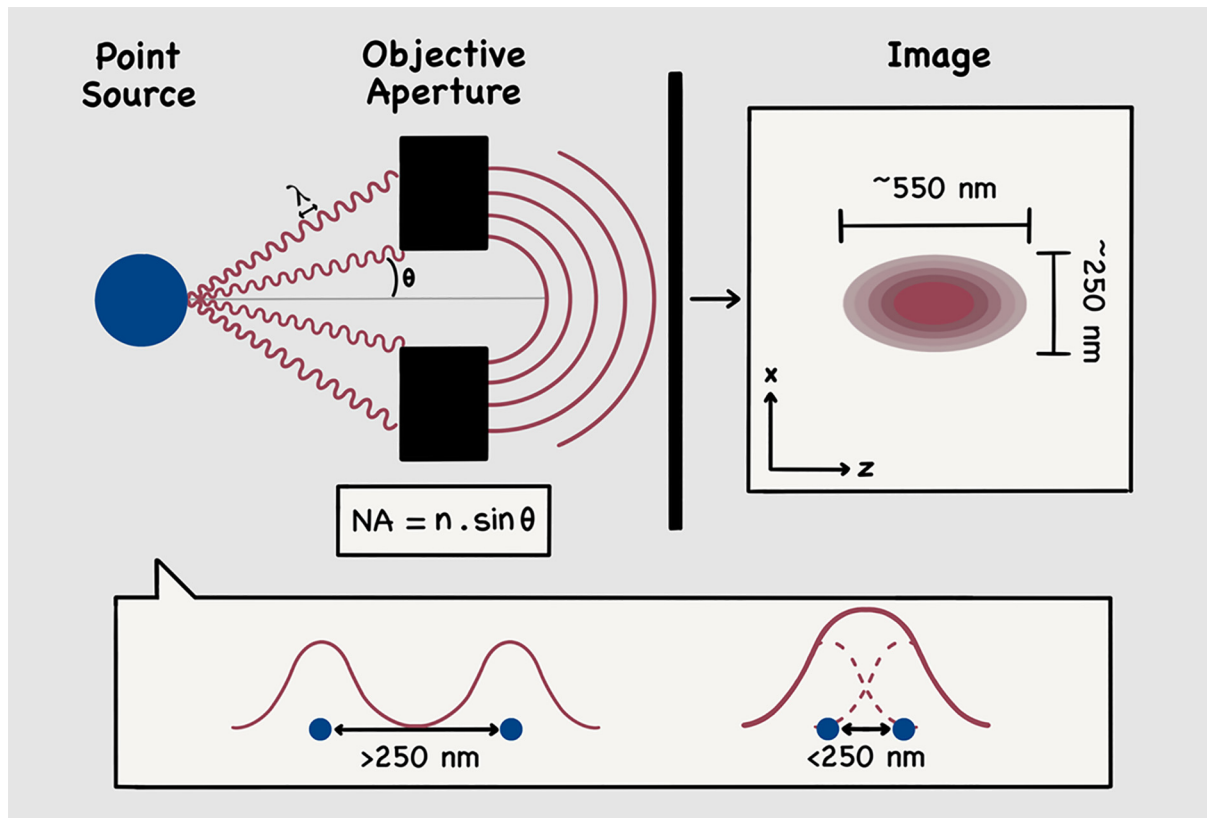 Point
Source
Objective
Aperture
Image
λ
θ
~550 nm
~250 nm
x
z
NA = n . sin θ
>250 nm
<250 nm